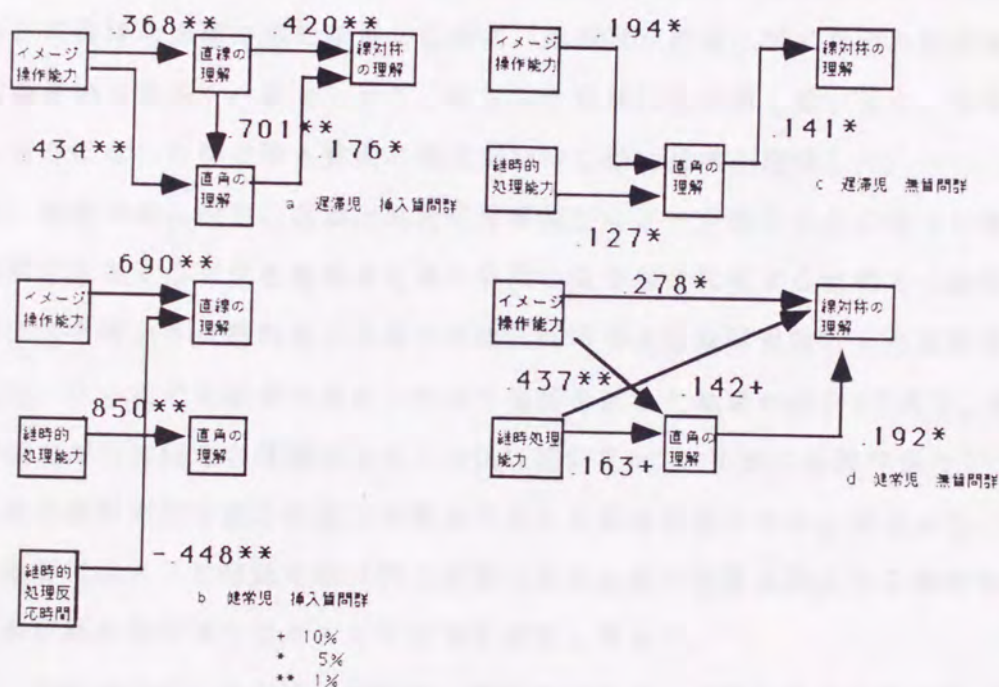 .368**
.420**
イメージ
操作能力
直線の
理解
線対称
の理解
.434**
.701**
.176*
直角の
理解
a 遅滞児 挿入質問群
.194*
イメージ
操作能力
線対称の
理解
.141*
継時的
処理能力
直角の
理解
c 遅滞児 無質問群
.127*
.690**
イメージ
操作能力
直線の
理解
.850**
継時的
処理能力
直角の
理解
継時的
処理反
応時間
-.448**
b 健常児 挿入質問群
+ 10%
* 5%
** 1%
イメージ
操作能力
.278*
線対称の
理解
.437**
.142+
継時処理
能力
直角の
理解
.163+
.192*
d 健常児 無質問群